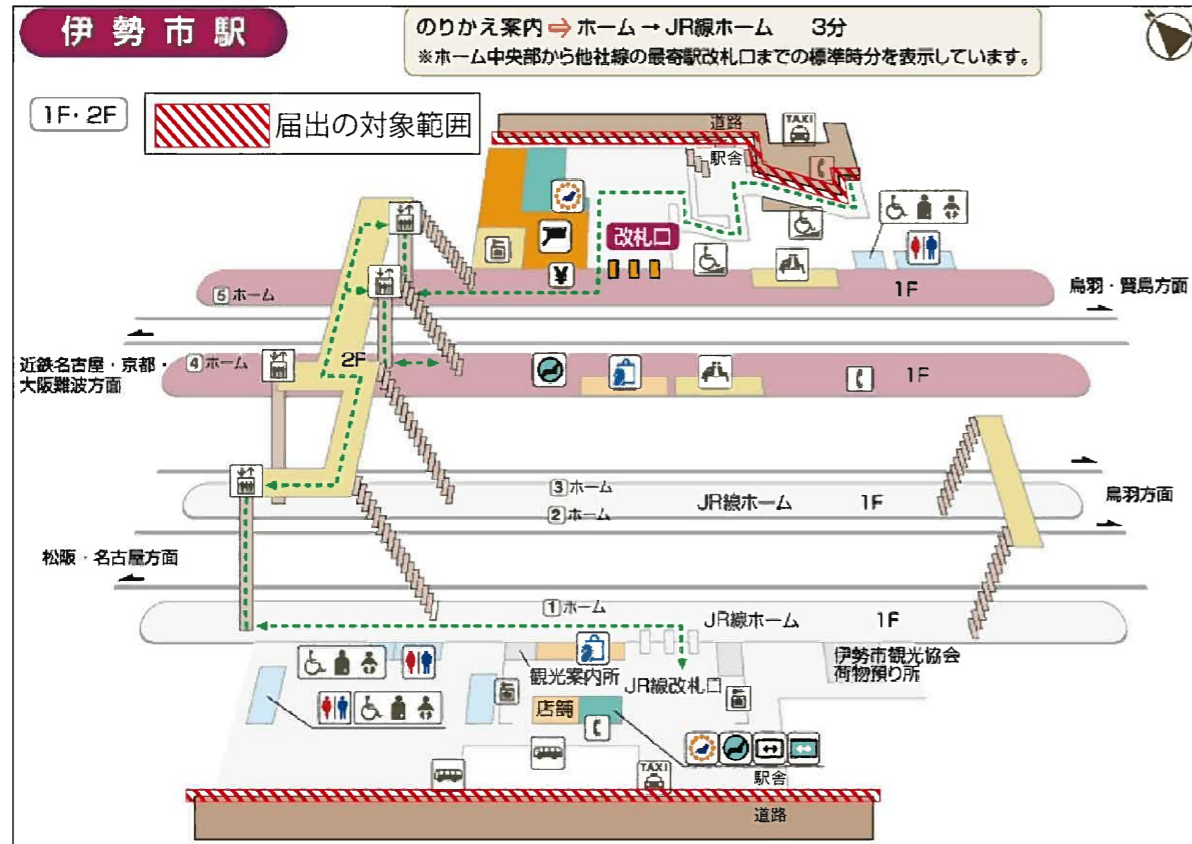 伊勢市駅
のりかえ案内 ⇨ ホーム → JR線ホーム 3分
※ホーム中央部から他社線の最寄駅改札口までの標準時分を表示しています。
1F・2F
届出の対象範囲
道路
TAXI
駅舎
改札口
¥
5 ホーム
1F
鳥羽・賢島方面
近鉄名古屋・京都・
大阪難波方面
4 ホーム
2F
1F
3 ホーム
JR線ホーム 1F
2 ホーム
鳥羽方面
松阪・名古屋方面
1 ホーム
JR線ホーム 1F
伊勢市観光協会
荷物預り所
観光案内所
JR線改札口
店舗
TAXI
駅舎
道路